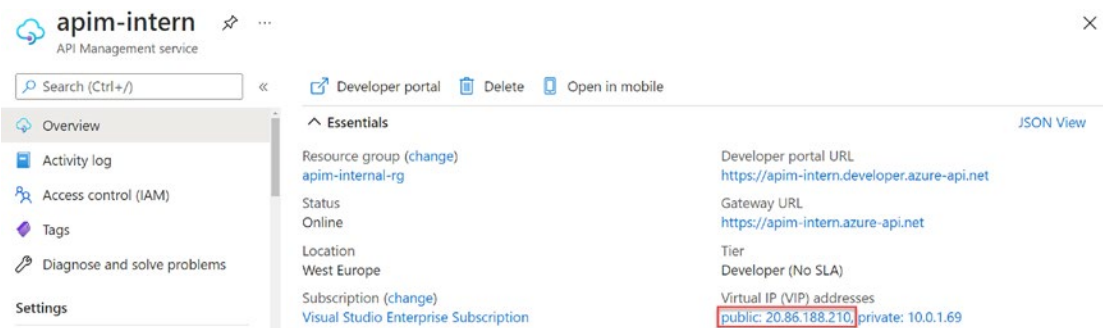 apim-intern
...
API Management service
Search (Ctrl+/)
«
Overview
Activity log
Access control (IAM)
Tags
Diagnose and solve problems
Settings
Developer portal
Delete
Open in mobile
Essentials
JSON View
Resource group (change)
apim-internal-rg
Status
Online
Location
West Europe
Subscription (change)
Visual Studio Enterprise Subscription
Developer portal URL
https://apim-intern.developer.azure-api.net
Gateway URL
https://apim-intern.azure-api.net
Tier
Developer (No SLA)
Virtual IP (VIP) addresses
public: 20.86.188.210, private: 10.0.1.69